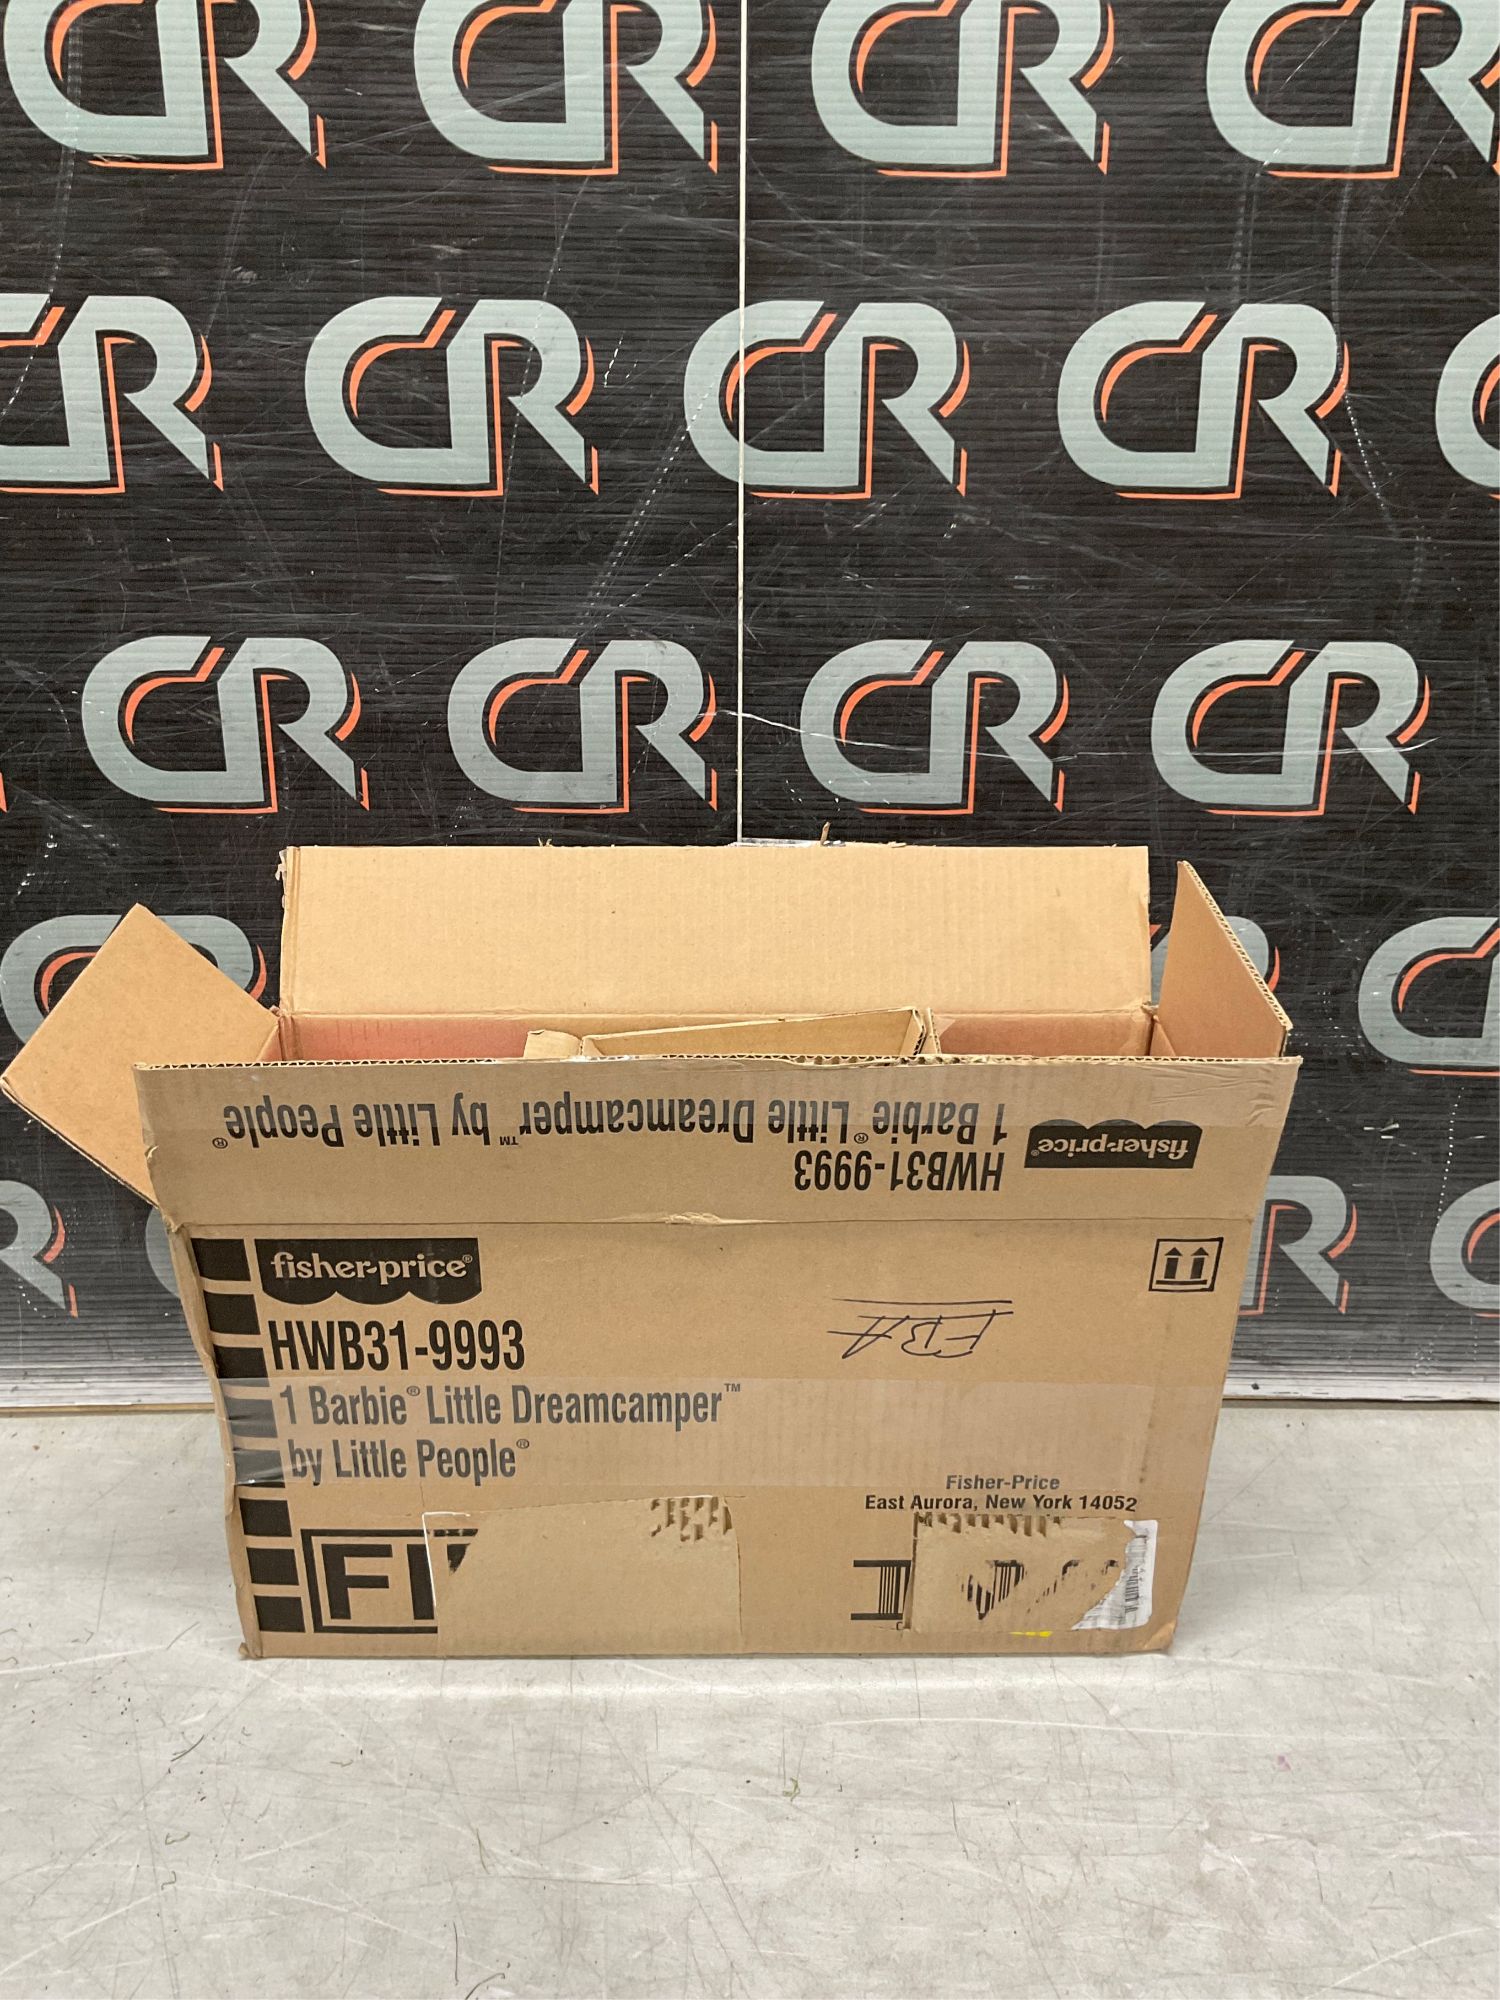 CR CR CR CR
CR CR CR CR
CR CR CR CR
1 Barbie® Little Dreamcamper™ by Little People®
HWB31-9993
fisher-price®
fisher-price®
HWB31-9993
1 Barbie® Little Dreamcamper™
by Little People®
FBA
Fisher-Price
East Aurora, New York 14052